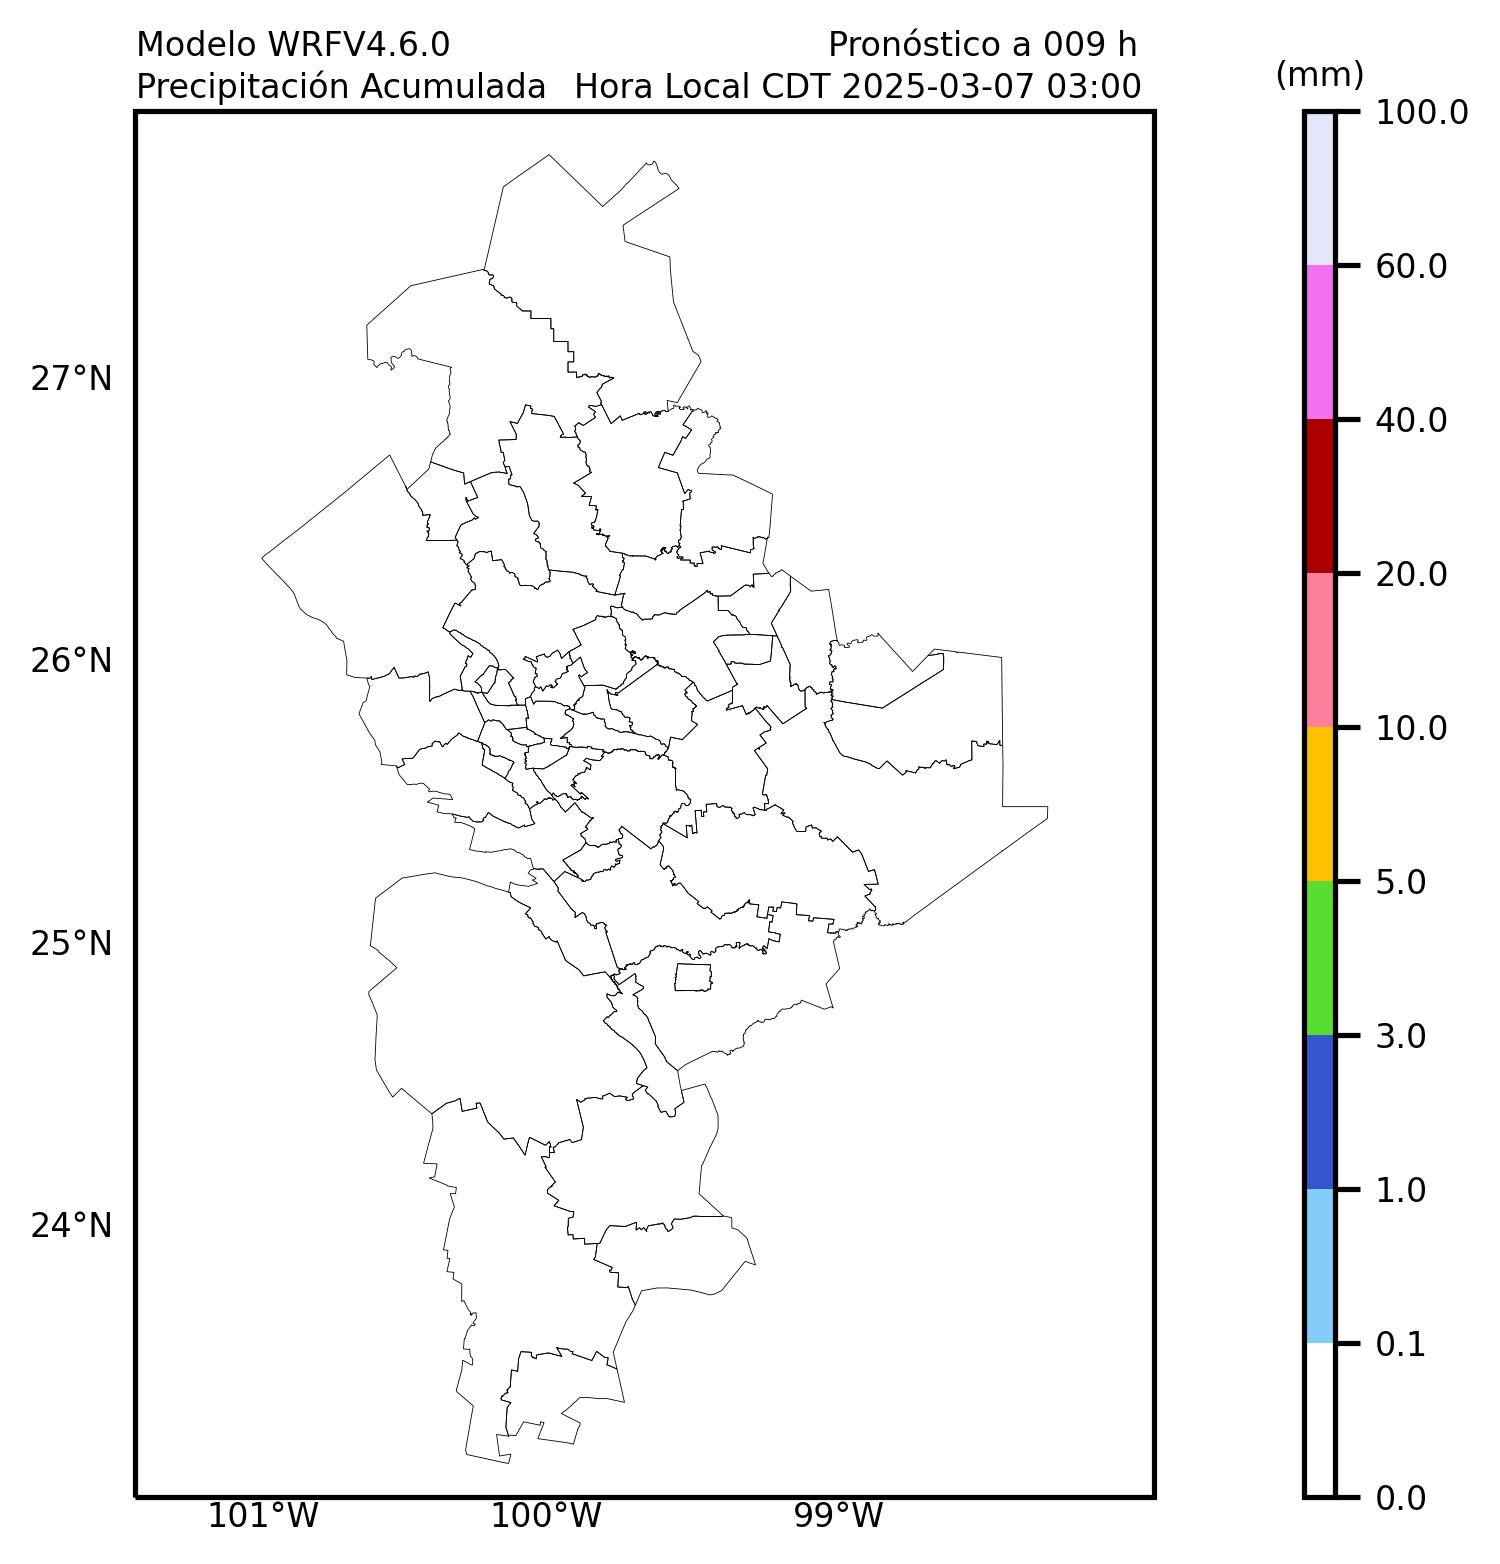 Modelo WRFV4.6.0 Pronóstico a 009 h
Precipitación Acumulada Hora Local CDT 2025-03-07 03:00
(mm)
100.0
60.0
40.0
20.0
10.0
5.0
3.0
1.0
0.1
0.0
27°N
26°N
25°N
24°N
101°W 100°W 99°W